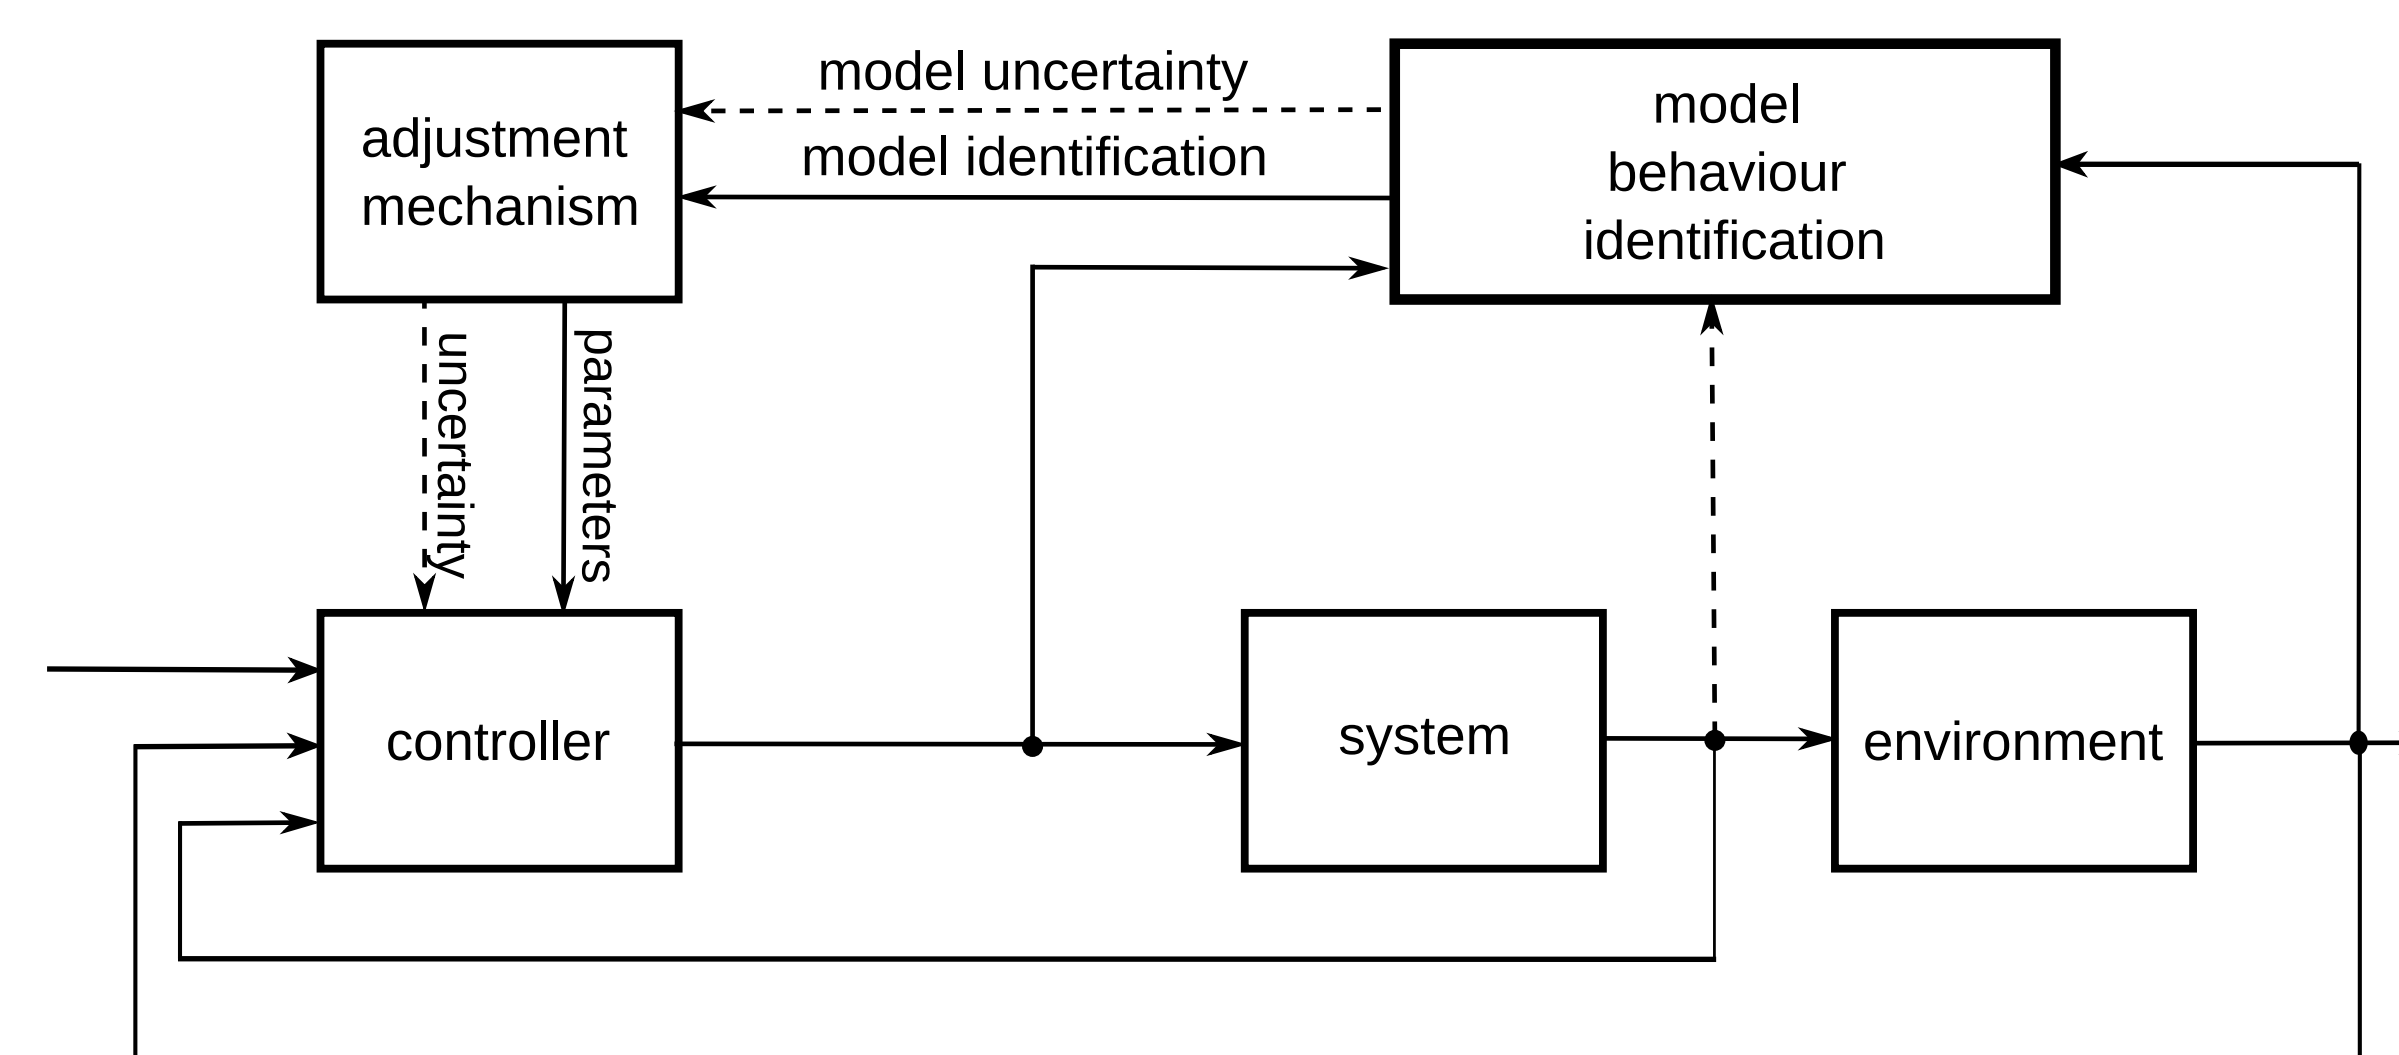 model uncertainty
model
adjustment
model identification
behaviour
mechanism
identification
uncertainty
parameters
controller
system
environment